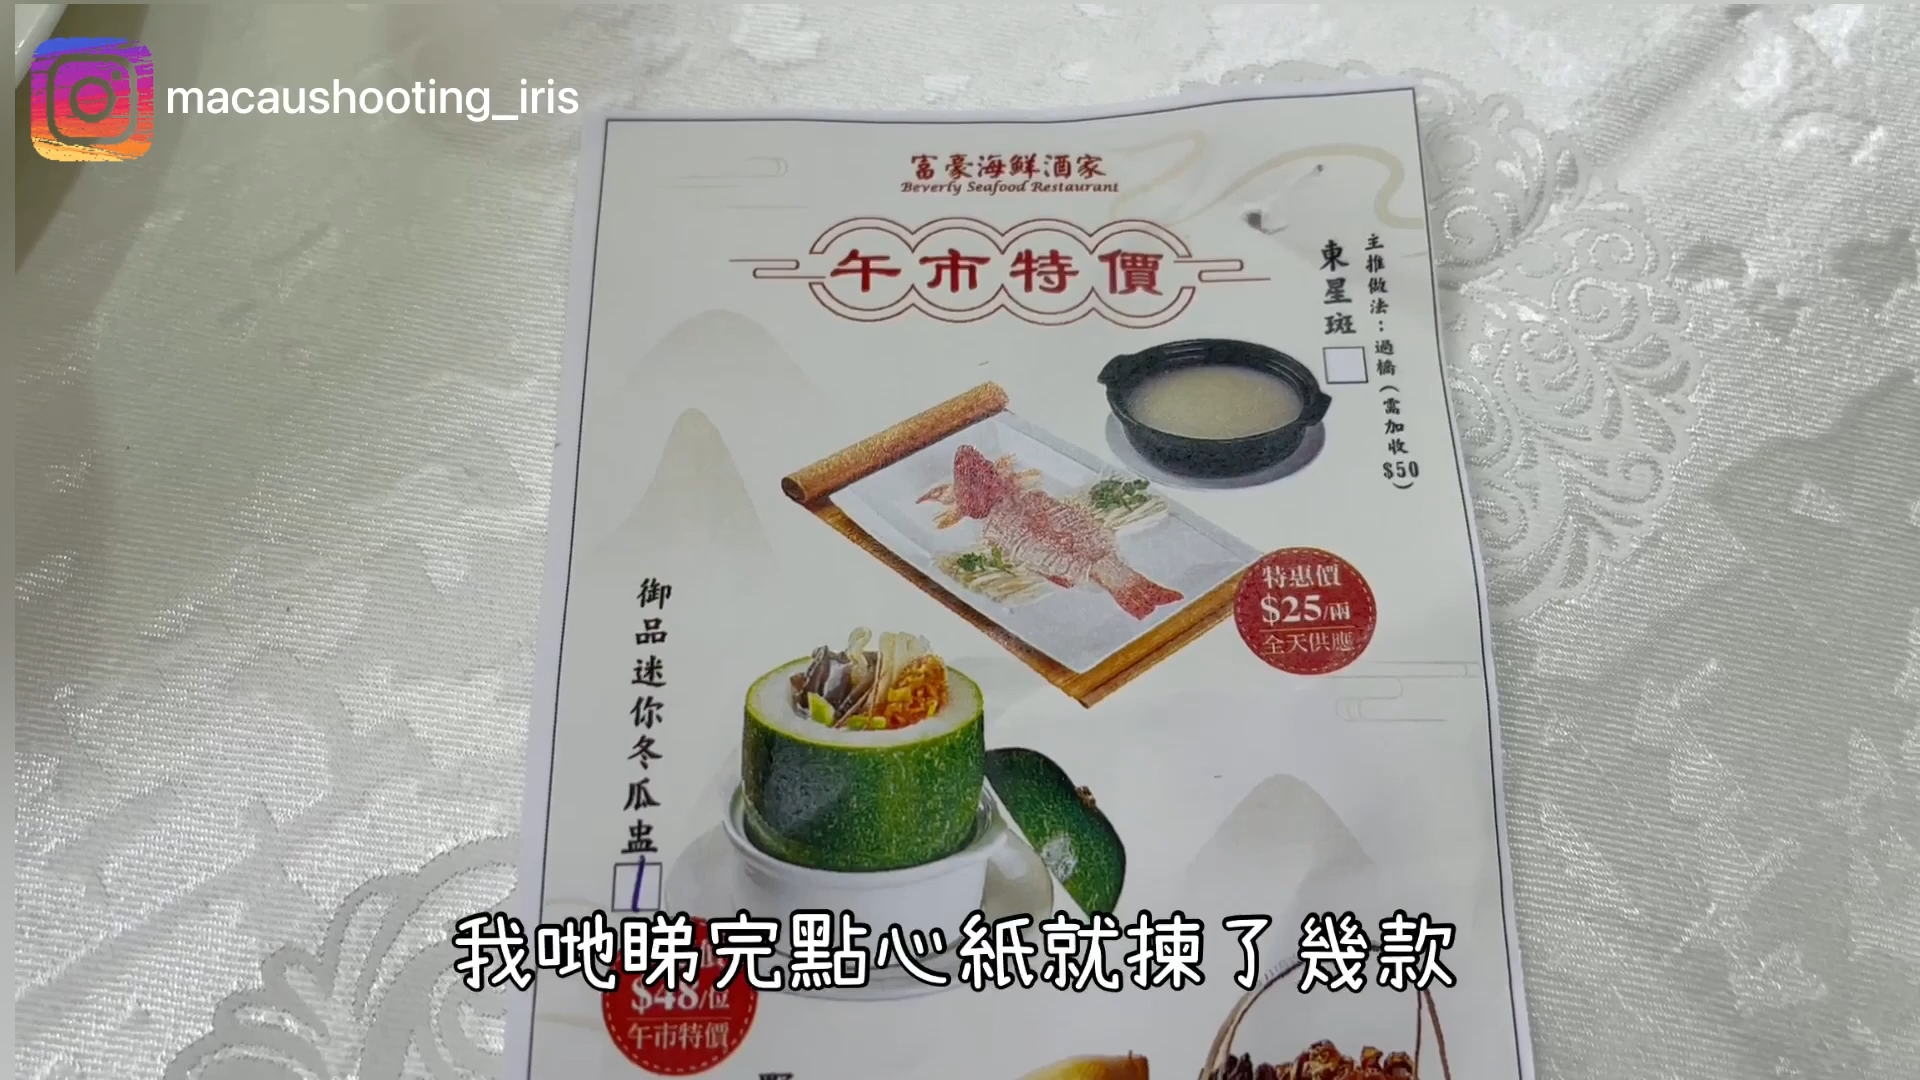 macaushooting_iris
富豪海鮮酒家
Beverly Seafood Restaurant
午市特價
東星斑
主推做法：過橋（需加收$50）
特惠價
$25/兩
全天供應
御品迷你冬瓜盅
$48/位
午市特價
我哋睇完點心紙就揀了幾款